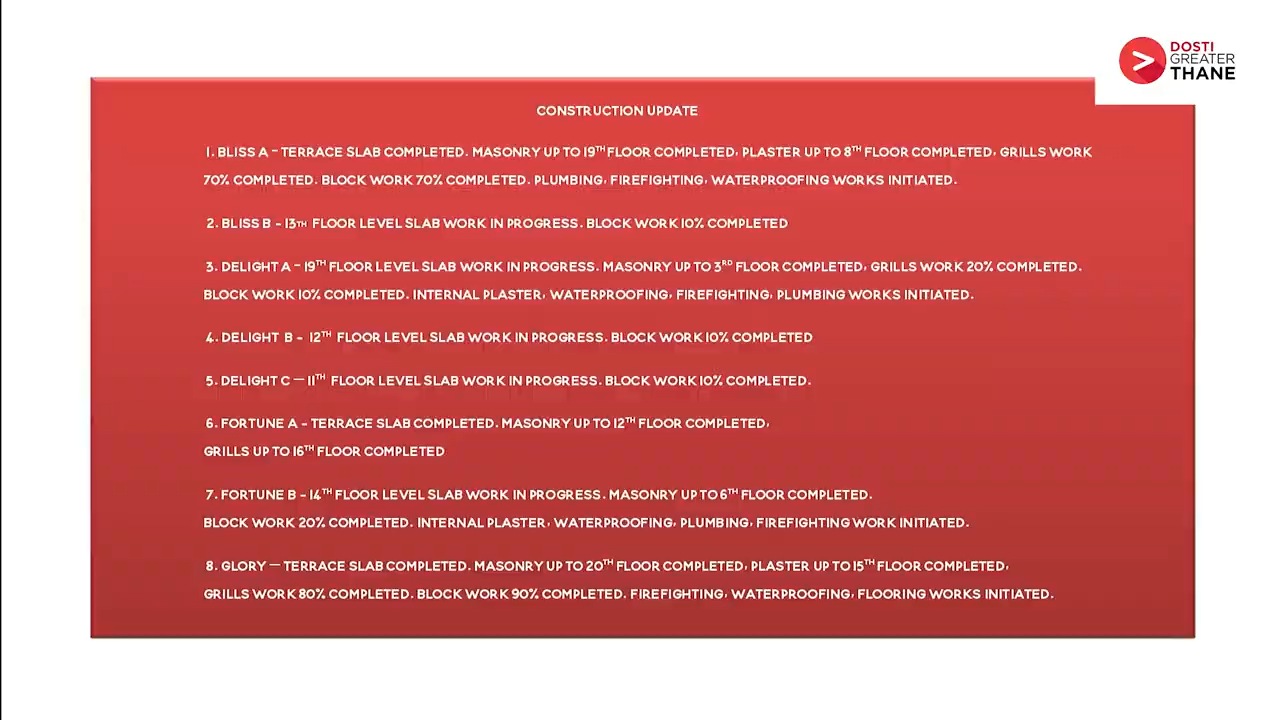 DOSTI
GREATER
THANE
CONSTRUCTION UPDATE
1. BLISS A - TERRACE SLAB COMPLETED. MASONRY UP TO 19TH FLOOR COMPLETED, PLASTER UP TO 8TH FLOOR COMPLETED, GRILLS WORK
70% COMPLETED. BLOCK WORK 70% COMPLETED. PLUMBING, FIREFIGHTING, WATERPROOFING WORKS INITIATED.
2. BLISS B - 13TH FLOOR LEVEL SLAB WORK IN PROGRESS. BLOCK WORK 10% COMPLETED
3. DELIGHT A - 19TH FLOOR LEVEL SLAB WORK IN PROGRESS. MASONRY UP TO 3RD FLOOR COMPLETED, GRILLS WORK 20% COMPLETED.
BLOCK WORK 10% COMPLETED. INTERNAL PLASTER, WATERPROOFING, FIREFIGHTING, PLUMBING WORKS INITIATED.
4. DELIGHT B - 12TH FLOOR LEVEL SLAB WORK IN PROGRESS. BLOCK WORK 10% COMPLETED
5. DELIGHT C — 11TH FLOOR LEVEL SLAB WORK IN PROGRESS. BLOCK WORK 10% COMPLETED.
6. FORTUNE A - TERRACE SLAB COMPLETED. MASONRY UP TO 12TH FLOOR COMPLETED,
GRILLS UP TO 16TH FLOOR COMPLETED
7. FORTUNE B - 14TH FLOOR LEVEL SLAB WORK IN PROGRESS. MASONRY UP TO 6TH FLOOR COMPLETED.
BLOCK WORK 20% COMPLETED. INTERNAL PLASTER, WATERPROOFING, PLUMBING, FIREFIGHTING WORK INITIATED.
8. GLORY — TERRACE SLAB COMPLETED. MASONRY UP TO 20TH FLOOR COMPLETED, PLASTER UP TO 15TH FLOOR COMPLETED,
GRILLS WORK 80% COMPLETED. BLOCK WORK 90% COMPLETED. FIREFIGHTING, WATERPROOFING, FLOORING WORKS INITIATED.